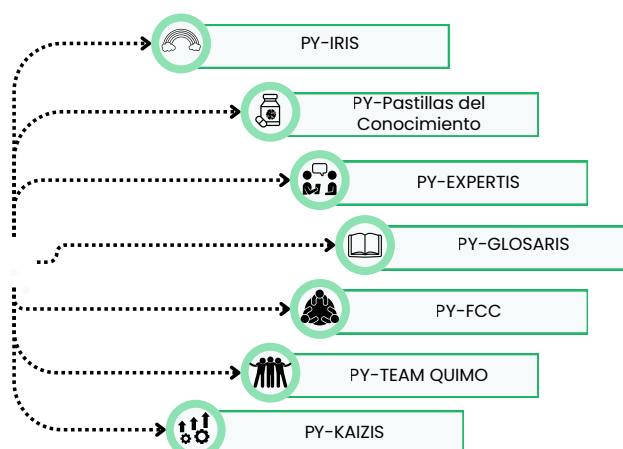 PY-IRIS
PY-Pastillas del
Conocimiento
PY-EXPERTIS
PY-GLOSARIS
PY-FCC
PY-TEAM QUIMO
PY-KAIZIS